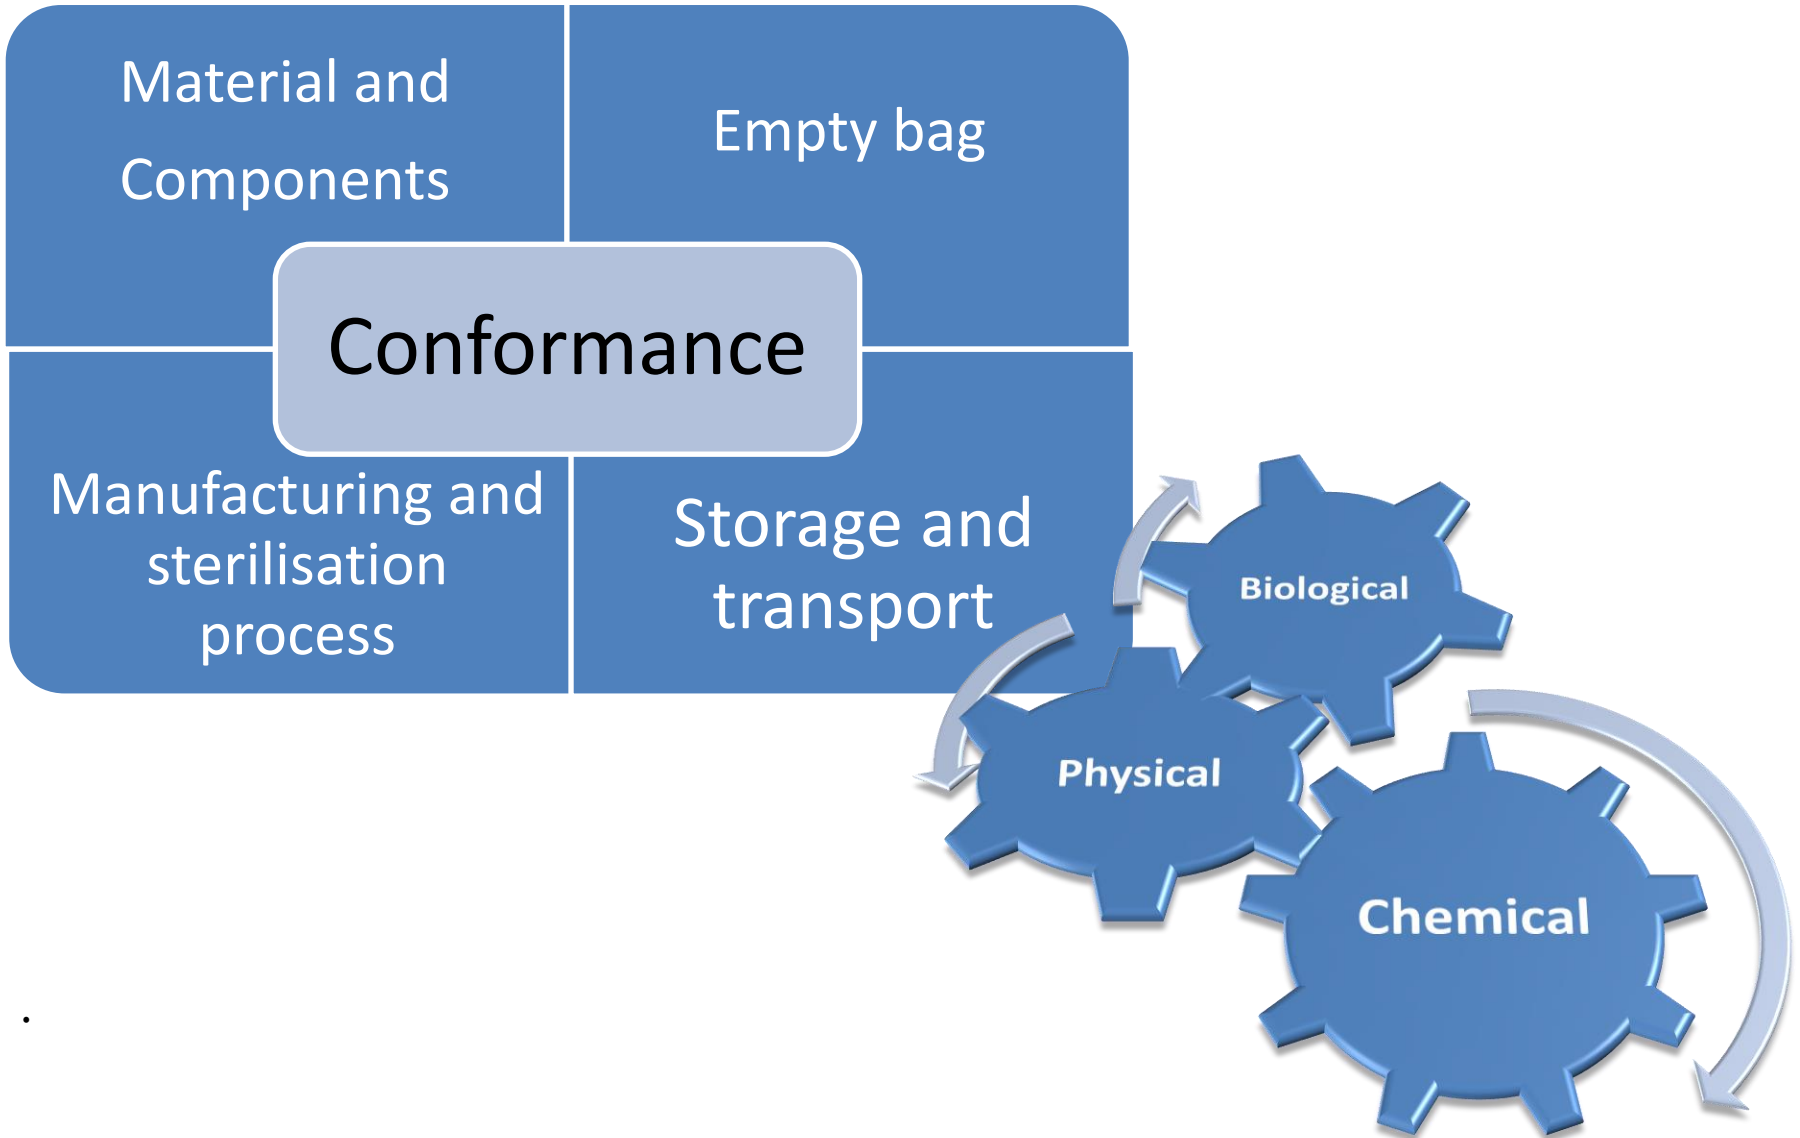 Material and
Components
Empty bag
Conformance
Manufacturing and
sterilisation
process
Storage and
transport
Biological
Physical
Chemical
.